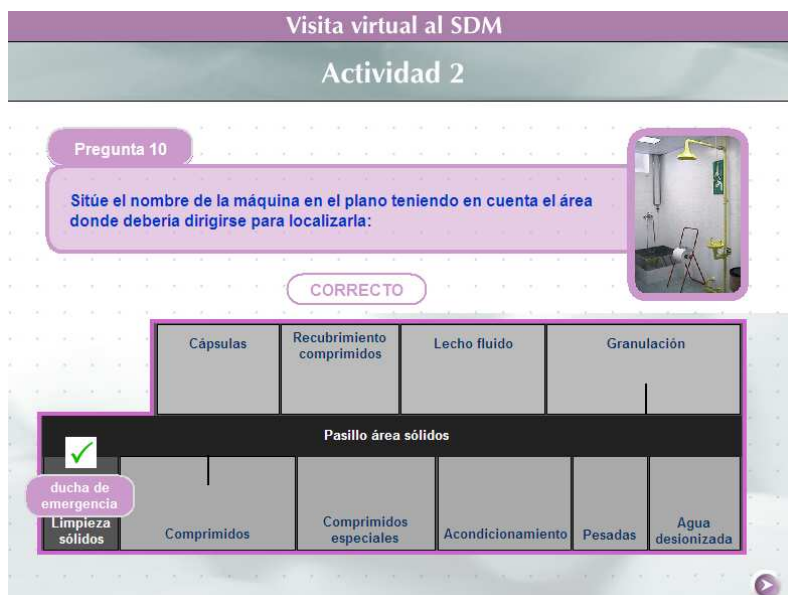 Visita virtual al SDM
Actividad 2
Pregunta 10
Sitúe el nombre de la máquina en el plano teniendo en cuenta el área
donde debería dirigirse para localizarla:
CORRECTO
Cápsulas
Recubrimiento
comprimidos
Lecho fluido
Granulación
Pasillo área sólidos
ducha de
emergencia
Limpieza
sólidos
Comprimidos
Comprimidos
especiales
Acondicionamiento
Pesadas
Agua
desionizada